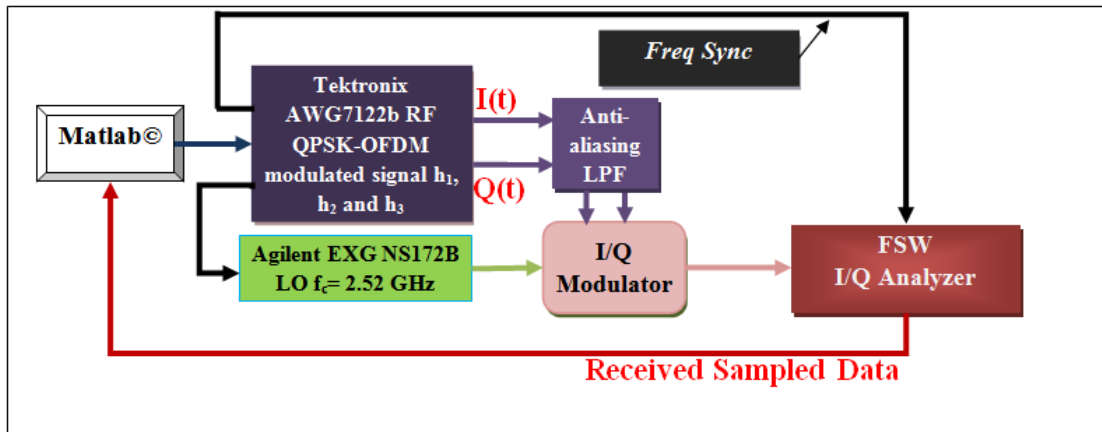 Freq Sync
Tektronix
AWG7122b RF
QPSK-OFDM
modulated signal h₁,
h₂ and h₃
I(t)
Q(t)
Anti-
aliasing
LPF
Matlab©
Agilent EXG NS172B
LO fc= 2.52 GHz
I/Q
Modulator
FSW
I/Q Analyzer
Received Sampled Data